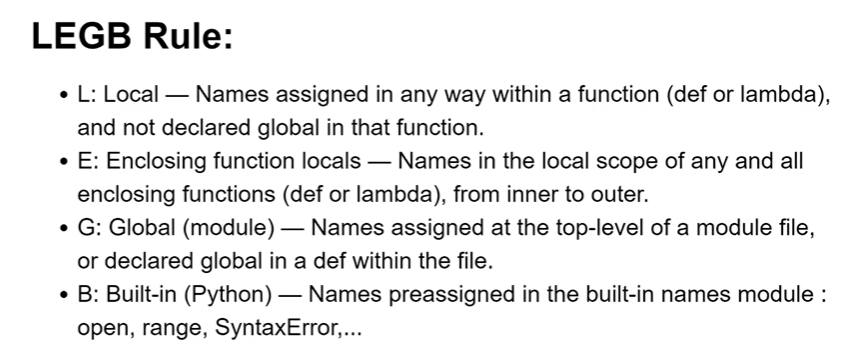 LEGB Rule:
• L: Local — Names assigned in any way within a function (def or lambda),
and not declared global in that function.
• E: Enclosing function locals — Names in the local scope of any and all
enclosing functions (def or lambda), from inner to outer.
• G: Global (module) — Names assigned at the top-level of a module file,
or declared global in a def within the file.
• B: Built-in (Python) — Names preassigned in the built-in names module :
open, range, SyntaxError,...